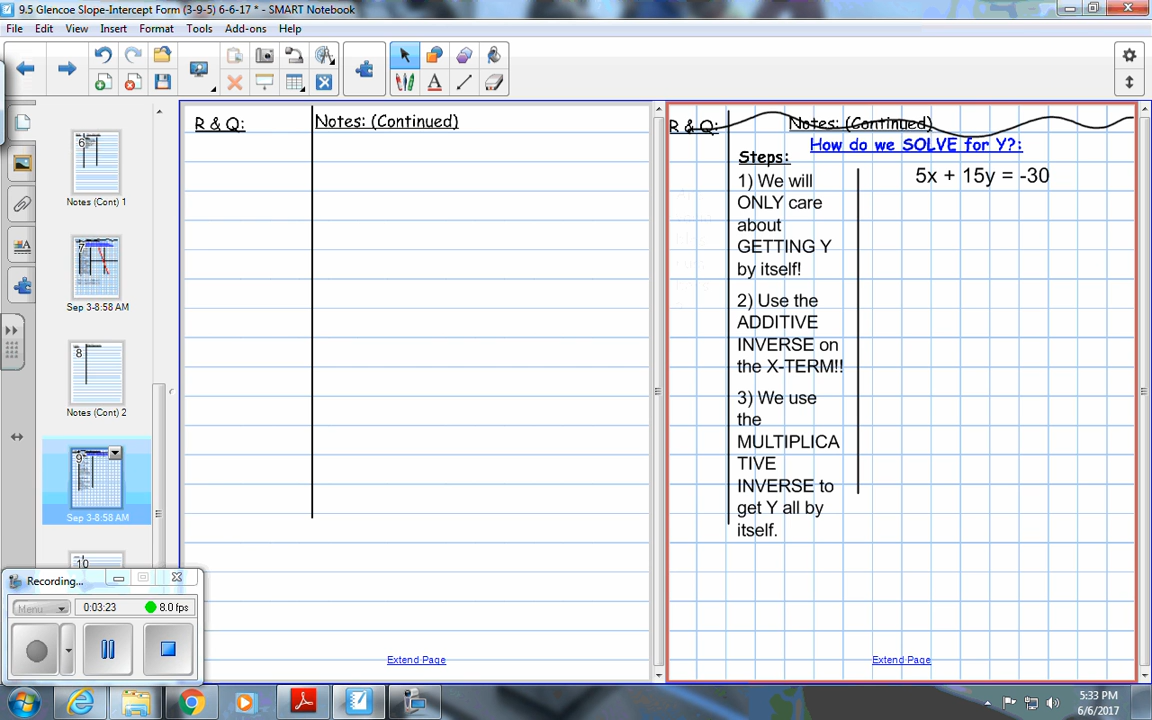 9.5 Glencoe Slope-Intercept Form (3-9-5) 6-6-17 * - SMART Notebook
File Edit View Insert Format Tools Add-ons Help
6
Notes (Cont) 1
7
Sep 3-8:58 AM
8
Notes (Cont) 2
9
Sep 3-8:58 AM
10
R & Q:
Notes: (Continued)
Extend Page
R & Q:
Notes: (Continued)
How do we SOLVE for Y?:
Steps:
1) We will
ONLY care
about
GETTING Y
by itself!
2) Use the
ADDITIVE
INVERSE on
the X-TERM!!
3) We use
the
MULTIPLICA
TIVE
INVERSE to
get Y all by
itself.
5x + 15y = -30
Extend Page
Recording...
Menu
0:03:23
8.0 fps
5:33 PM
6/6/2017